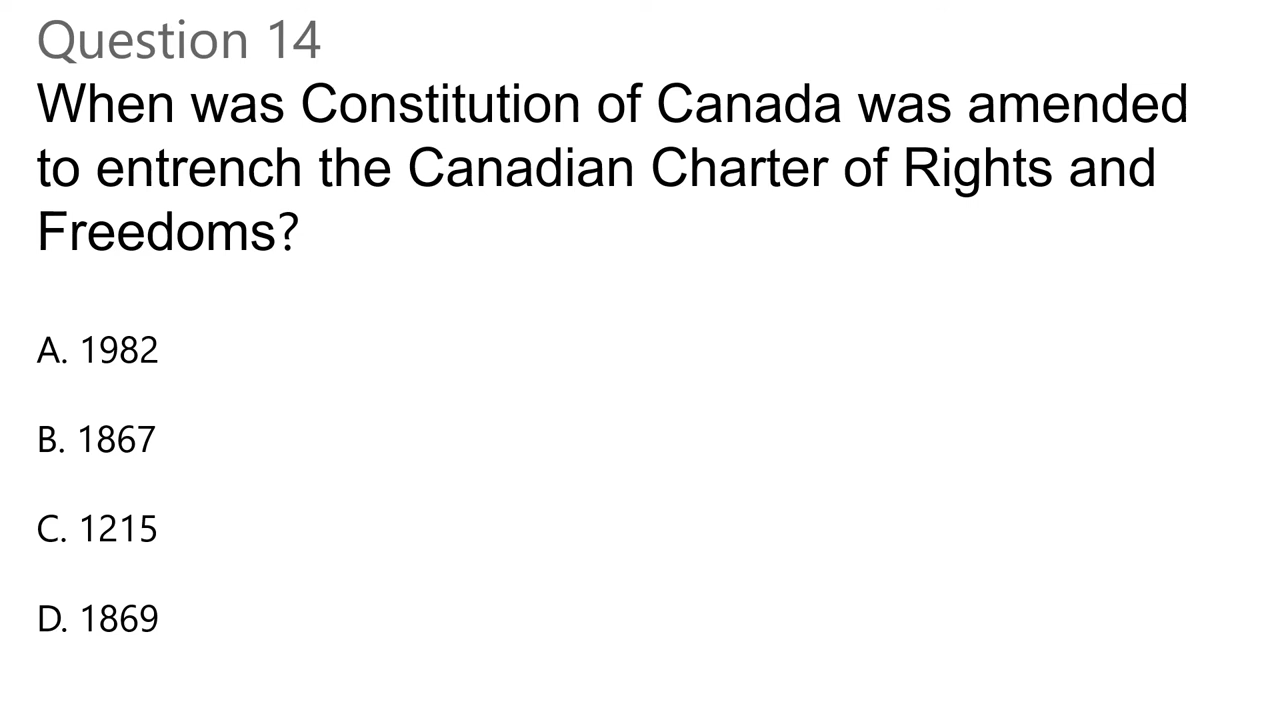 Question 14
When was Constitution of Canada was amended
to entrench the Canadian Charter of Rights and
Freedoms?
A. 1982
B. 1867
C. 1215
D. 1869